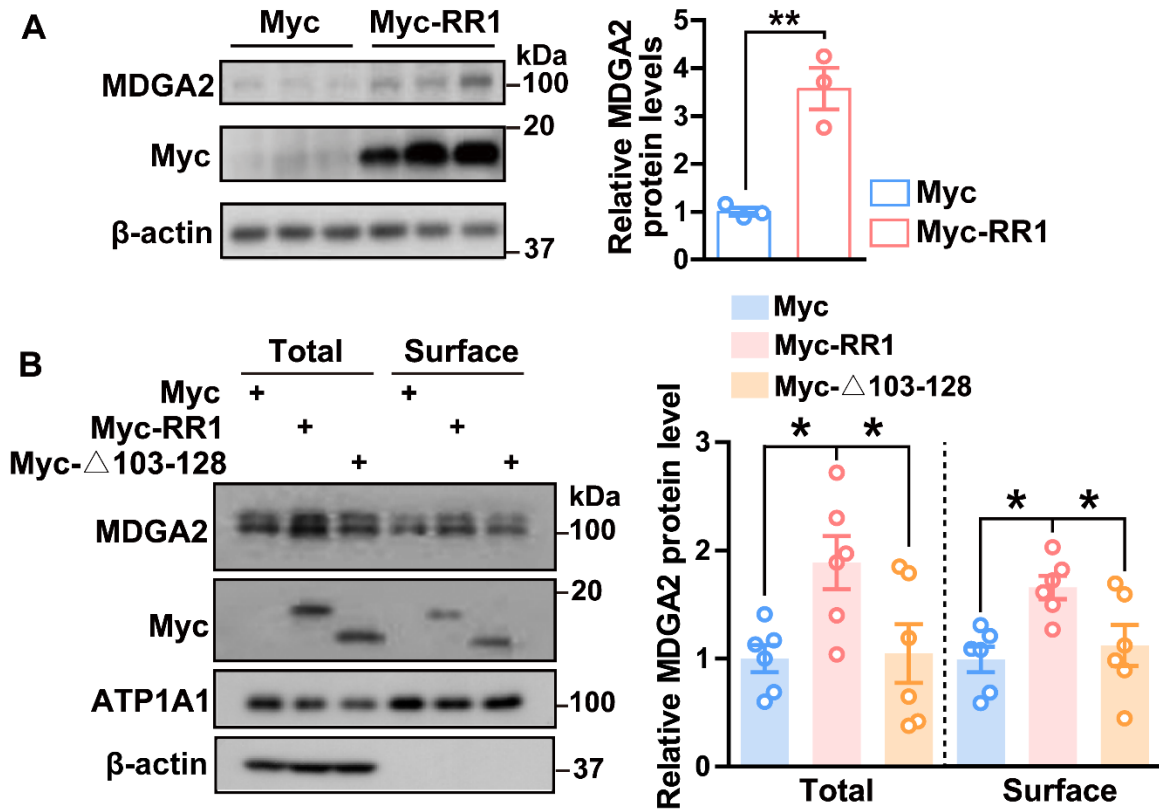 A
Myc Myc-RR1
kDa
MDGA2
100
20
Myc
β-actin
37
Relative MDGA2
protein levels
**
5
4
3
2
1
0
Myc
Myc-RR1
B
Total Surface
Myc + +
Myc-RR1 + +
Myc-△103-128 + +
kDa
MDGA2
100
20
Myc
ATP1A1
100
β-actin
37
Myc
Myc-RR1
Myc-△103-128
Relative MDGA2 protein level
* * * *
3
2
1
0
Total Surface